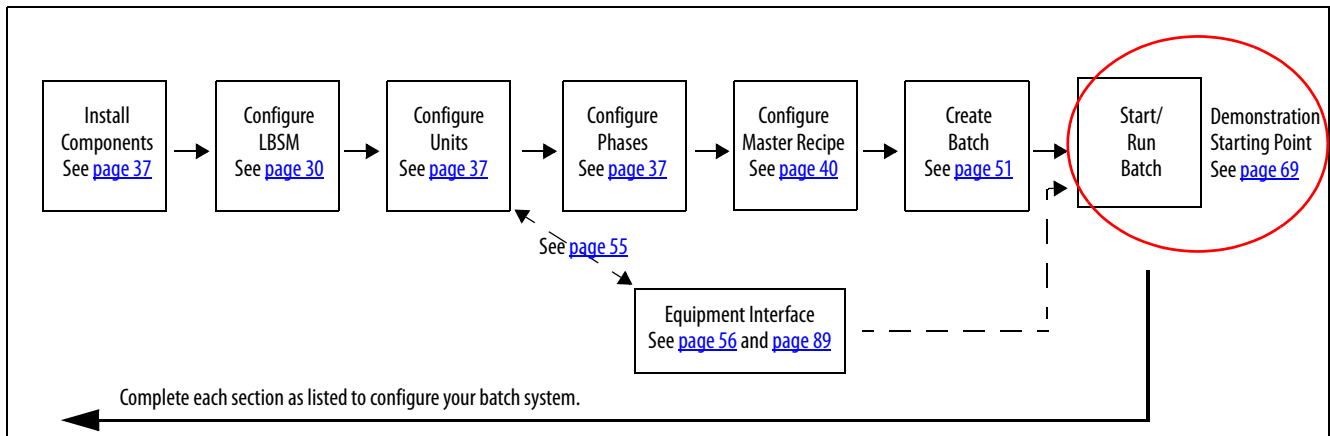 Install
Components
See page 37
Configure
LBSM
See page 30
Configure
Units
See page 37
Configure
Phases
See page 37
Configure
Master Recipe
See page 40
Create
Batch
See page 51
Start/
Run
Batch
Demonstration
Starting Point
See page 69
See page 55
Equipment Interface
See page 56 and page 89
Complete each section as listed to configure your batch system.